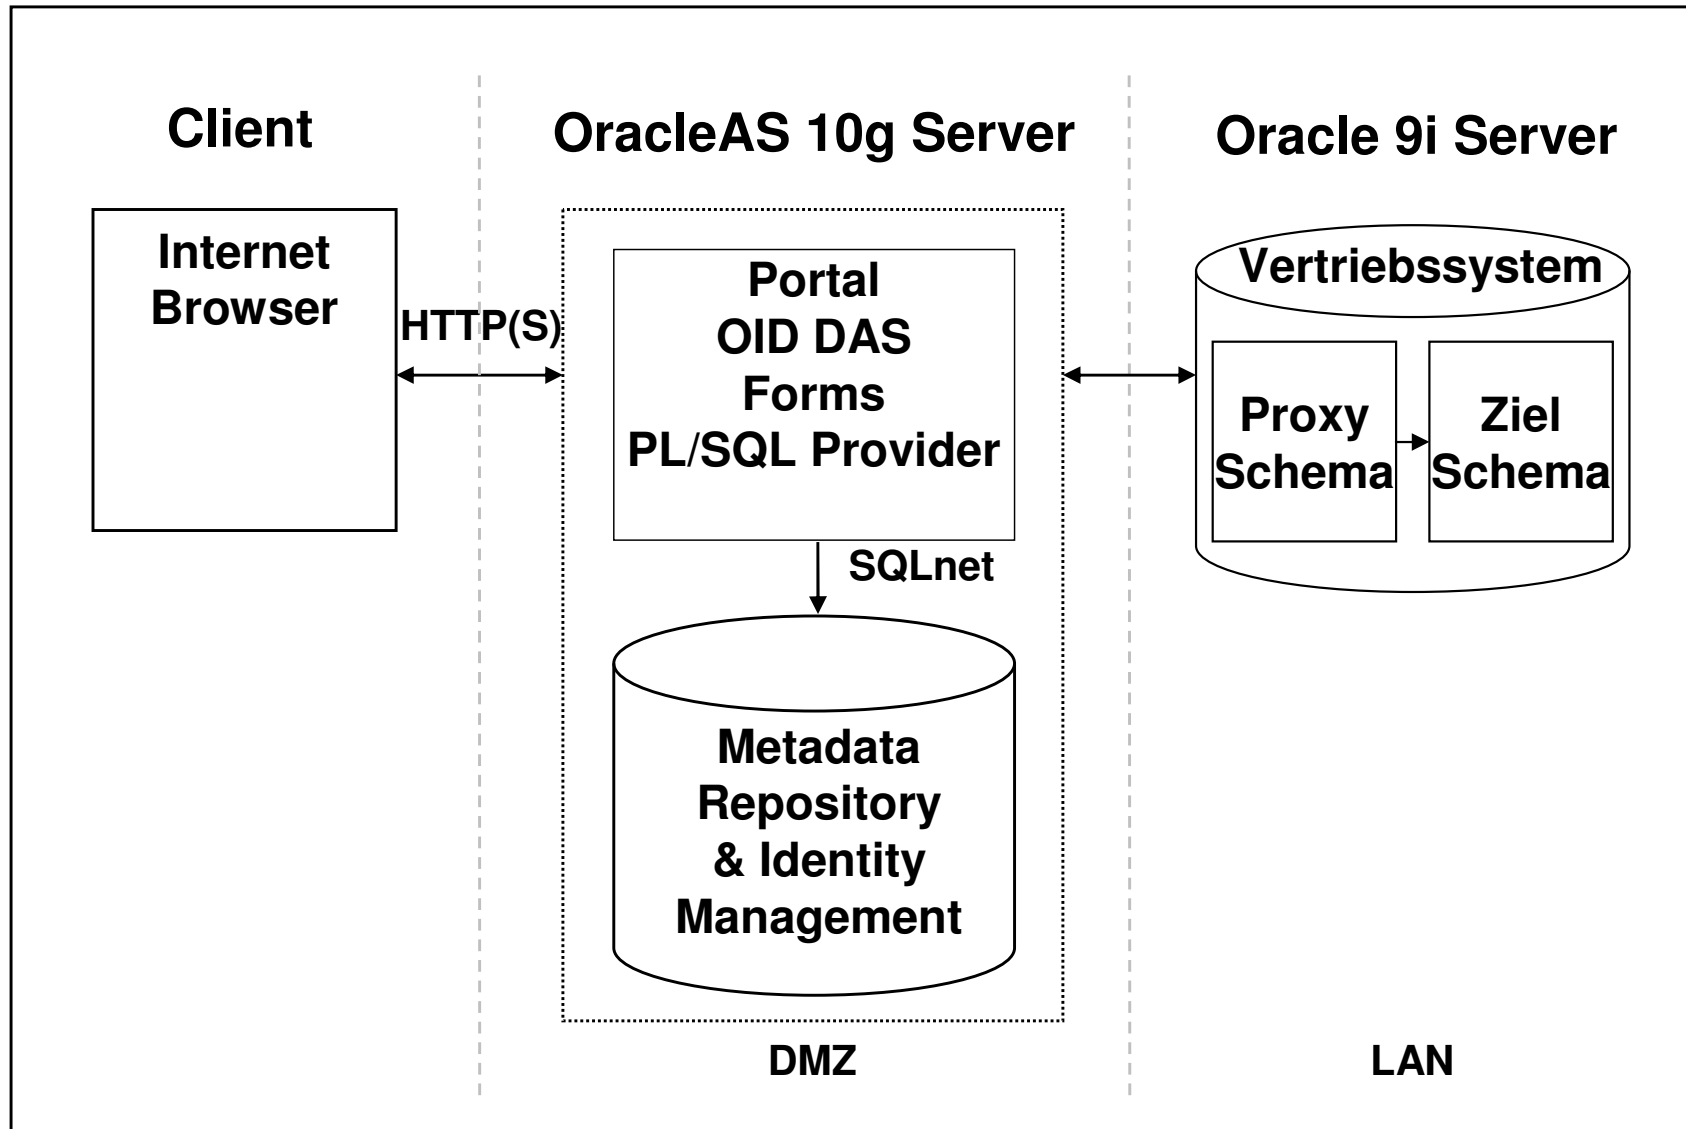 Client
OracleAS 10g Server
Oracle 9i Server
Internet
Browser
HTTP(S)
Portal
OID DAS
Forms
PL/SQL Provider
SQLnet
Metadata
Repository
& Identity
Management
Vertriebssystem
Proxy
Schema
Ziel
Schema
DMZ
LAN